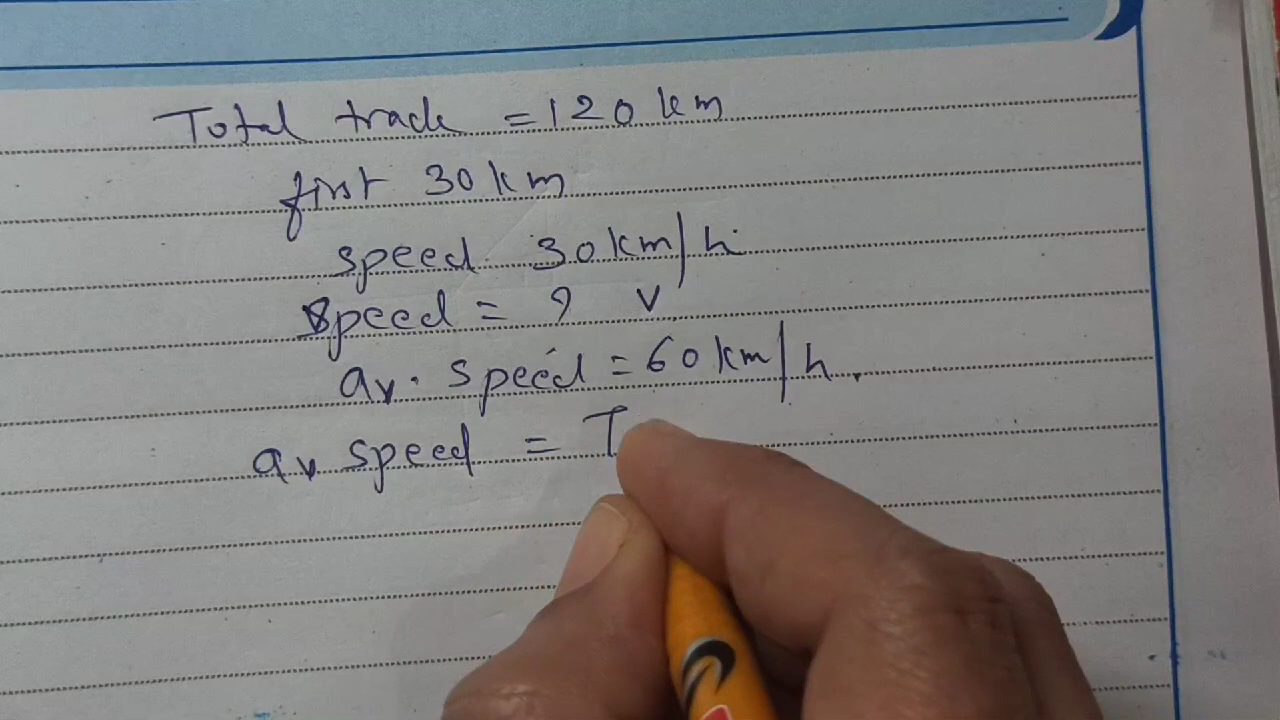 Total track = 120 km
first 30 km
speed 30 km/h
speed = ? v
av. speed = 60 km/h.
av speed = T